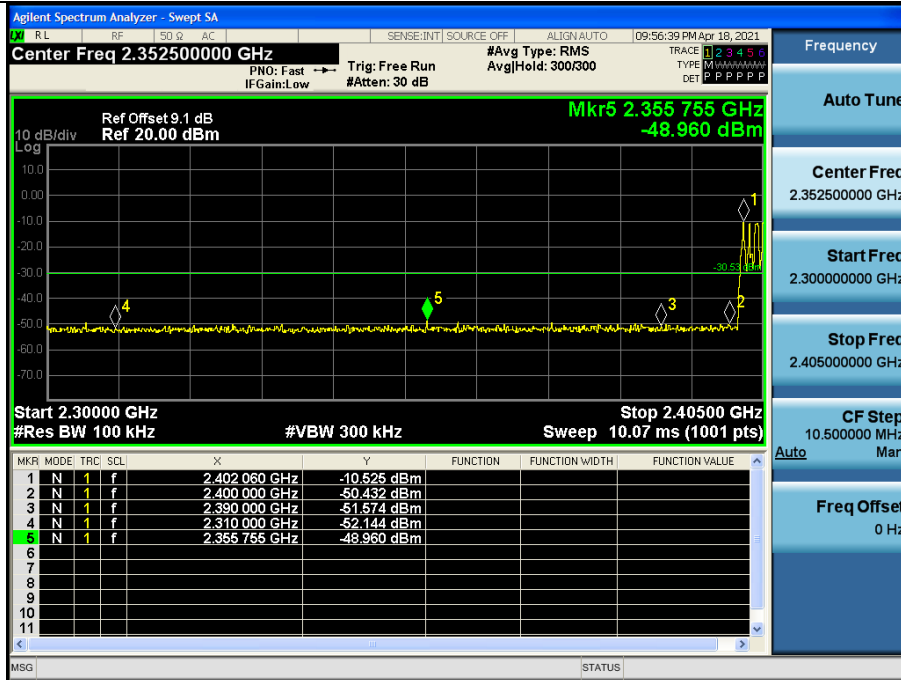 Agilent Spectrum Analyzer - Swept SA
LXI RL RF 50 Ω AC SENSE:INT SOURCE OFF ALIGN AUTO 09:56:39 PM Apr 18, 2021
Center Freq 2.352500000 GHz
#Avg Type: RMS
TRACE 1 2 3 4 5 6
PNO: Fast Trig: Free Run Avg|Hold: 300/300
TYPE M
IFGain:Low #Atten: 30 dB
DET P P P P P P
Mkr5 2.355 755 GHz
-48.960 dBm
Ref Offset 9.1 dB
10 dB/div Ref 20.00 dBm
Log
10.0
0.00
-10.0
-20.0
-30.0
-40.0
-50.0
-60.0
-70.0
1
-30.53 dBm
4
5
3
2
Start 2.30000 GHz Stop 2.40500 GHz
#Res BW 100 kHz #VBW 300 kHz Sweep 10.07 ms (1001 pts)
MKR MODE TRC SCL X Y FUNCTION FUNCTION WIDTH FUNCTION VALUE
1 N 1 f 2.402 060 GHz -10.525 dBm
2 N 1 f 2.400 000 GHz -50.432 dBm
3 N 1 f 2.390 000 GHz -51.574 dBm
4 N 1 f 2.310 000 GHz -52.144 dBm
5 N 1 f 2.355 755 GHz -48.960 dBm
6
7
8
9
10
11
MSG STATUS
Frequency
Auto Tune
Center Freq
2.352500000 GHz
Start Freq
2.300000000 GHz
Stop Freq
2.405000000 GHz
CF Step
10.500000 MHz
Auto Man
Freq Offset
0 Hz